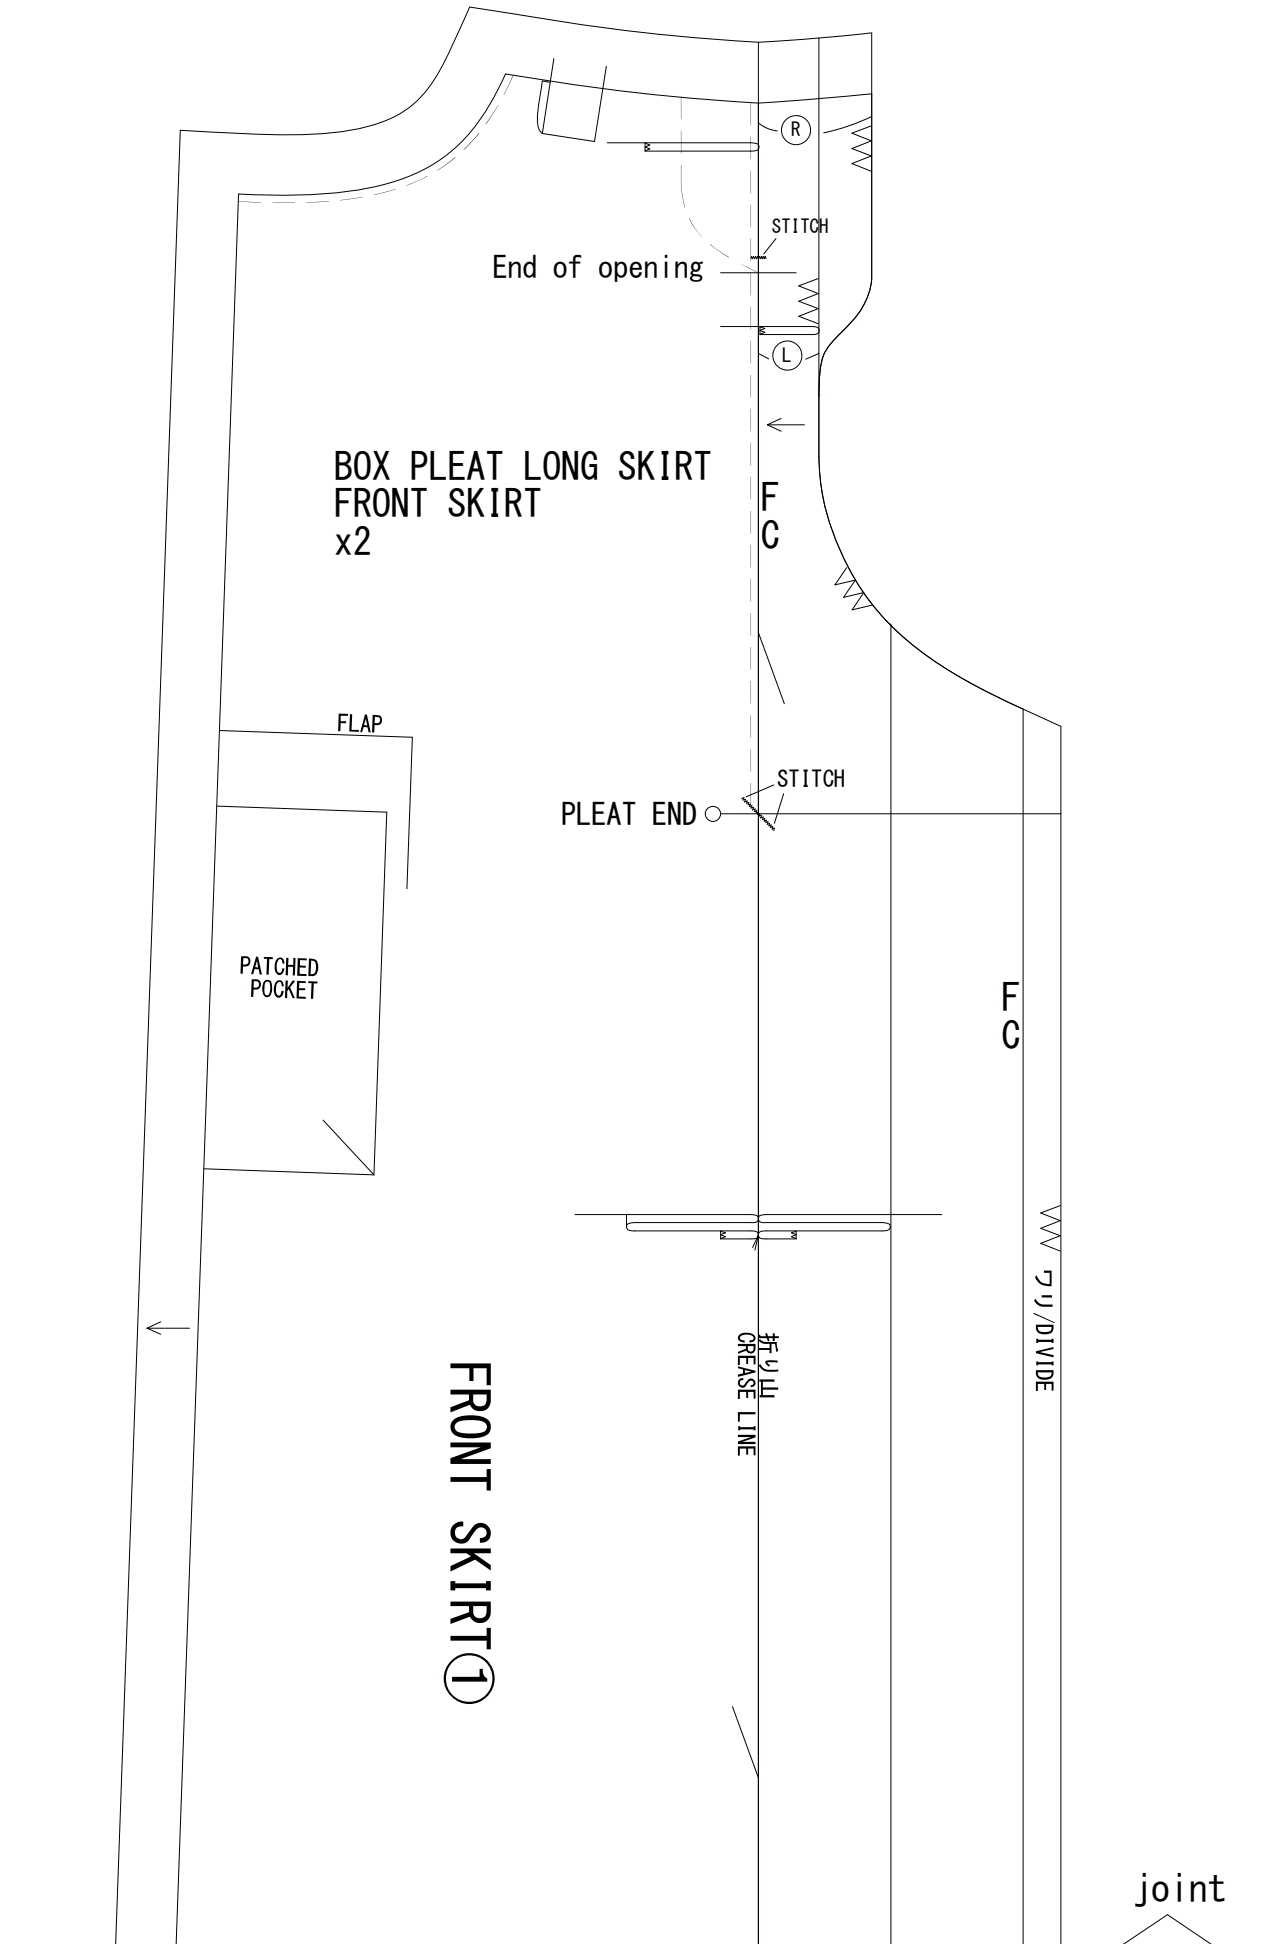 R
STITCH
End of opening
L
BOX PLEAT LONG SKIRT
FRONT SKIRT
x2
F
C
FLAP
STITCH
PLEAT END
PATCHED
POCKET
F
C
ワリ/DIVIDE
折り山
CREASE LINE
FRONT SKIRT①
joint